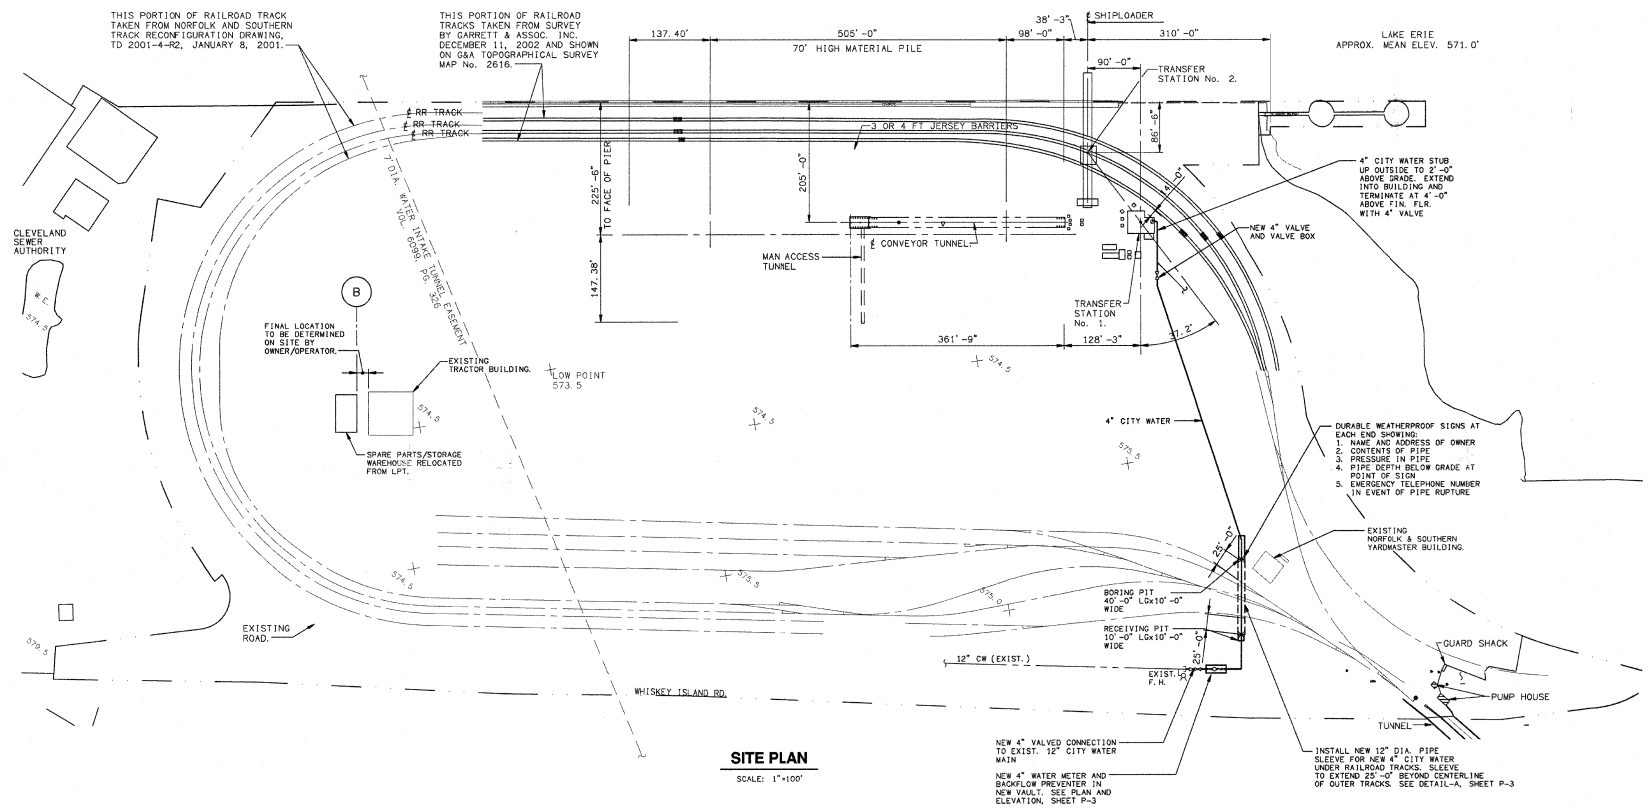 THIS PORTION OF RAILROAD TRACK
TAKEN FROM NORFOLK AND SOUTHERN
TRACK RECONFIGURATION DRAWING,
TD 2001-4-R2, JANUARY 8, 2001.
THIS PORTION OF RAILROAD
TRACKS TAKEN FROM SURVEY
BY GARRETT & ASSOC. INC.
DECEMBER 11, 2002 AND SHOWN
ON G&A TOPOGRAPHICAL SURVEY
MAP No. 2616.
137.40'
505'-0"
70' HIGH MATERIAL PILE
98'-0"
38'-3"
℄ SHIPLOADER
310'-0"
90'-0"
LAKE ERIE
APPROX. MEAN ELEV. 571.0'
TRANSFER
STATION No. 2.
86'-6"
℄ RR TRACK
℄ RR TRACK
℄ RR TRACK
3 OR 4 FT JERSEY BARRIERS
225'-6"
TO FACE OF PIER
205'-0"
147.38'
14'-0"
4" CITY WATER STUB
UP OUTSIDE TO 2'-0"
ABOVE GRADE. EXTEND
INTO BUILDING AND
TERMINATE AT 4'-0"
ABOVE FIN. FLR.
WITH 4" VALVE
NEW 4" VALVE
AND VALVE BOX
℄ CONVEYOR TUNNEL
MAN ACCESS
TUNNEL
TRANSFER
STATION
No. 1.
361'-9"
128'-3"
37.2'
7' DIA. WATER INTAKE TUNNEL EASEMENT
VOL. 6099, PG. 326
CLEVELAND
SEWER
AUTHORITY
W.E.
574.5
B
FINAL LOCATION
TO BE DETERMINED
ON SITE BY
OWNER/OPERATOR.
EXISTING
TRACTOR BUILDING.
LOW POINT
573.5
574.5
574.5
574.5
575.5
SPARE PARTS/STORAGE
WAREHOUSE RELOCATED
FROM LPT.
4" CITY WATER
DURABLE WEATHERPROOF SIGNS AT
EACH END SHOWING:
1. NAME AND ADDRESS OF OWNER
2. CONTENTS OF PIPE
3. PRESSURE IN PIPE
4. PIPE DEPTH BELOW GRADE AT
POINT OF SIGN
5. EMERGENCY TELEPHONE NUMBER
IN EVENT OF PIPE RUPTURE
EXISTING
NORFOLK & SOUTHERN
YARDMASTER BUILDING.
25'-0"
574.5
575.5
575.0
BORING PIT
40'-0" LGx10'-0"
WIDE
RECEIVING PIT
10'-0" LGx10'-0"
WIDE
25'-0"
EXISTING
ROAD.
579.5
12" CW (EXIST.)
EXIST.
F.H.
WHISKEY ISLAND RD.
GUARD SHACK
PUMP HOUSE
TUNNEL
NEW 4" VALVED CONNECTION
TO EXIST. 12" CITY WATER
MAIN
NEW 4" WATER METER AND
BACKFLOW PREVENTER IN
NEW VAULT. SEE PLAN AND
ELEVATION, SHEET P-3
INSTALL NEW 12" DIA. PIPE
SLEEVE FOR NEW 4" CITY WATER
UNDER RAILROAD TRACKS. SLEEVE
TO EXTEND 25'-0" BEYOND CENTERLINE
OF OUTER TRACKS. SEE DETAIL-A, SHEET P-3
SITE PLAN
SCALE: 1"=100'